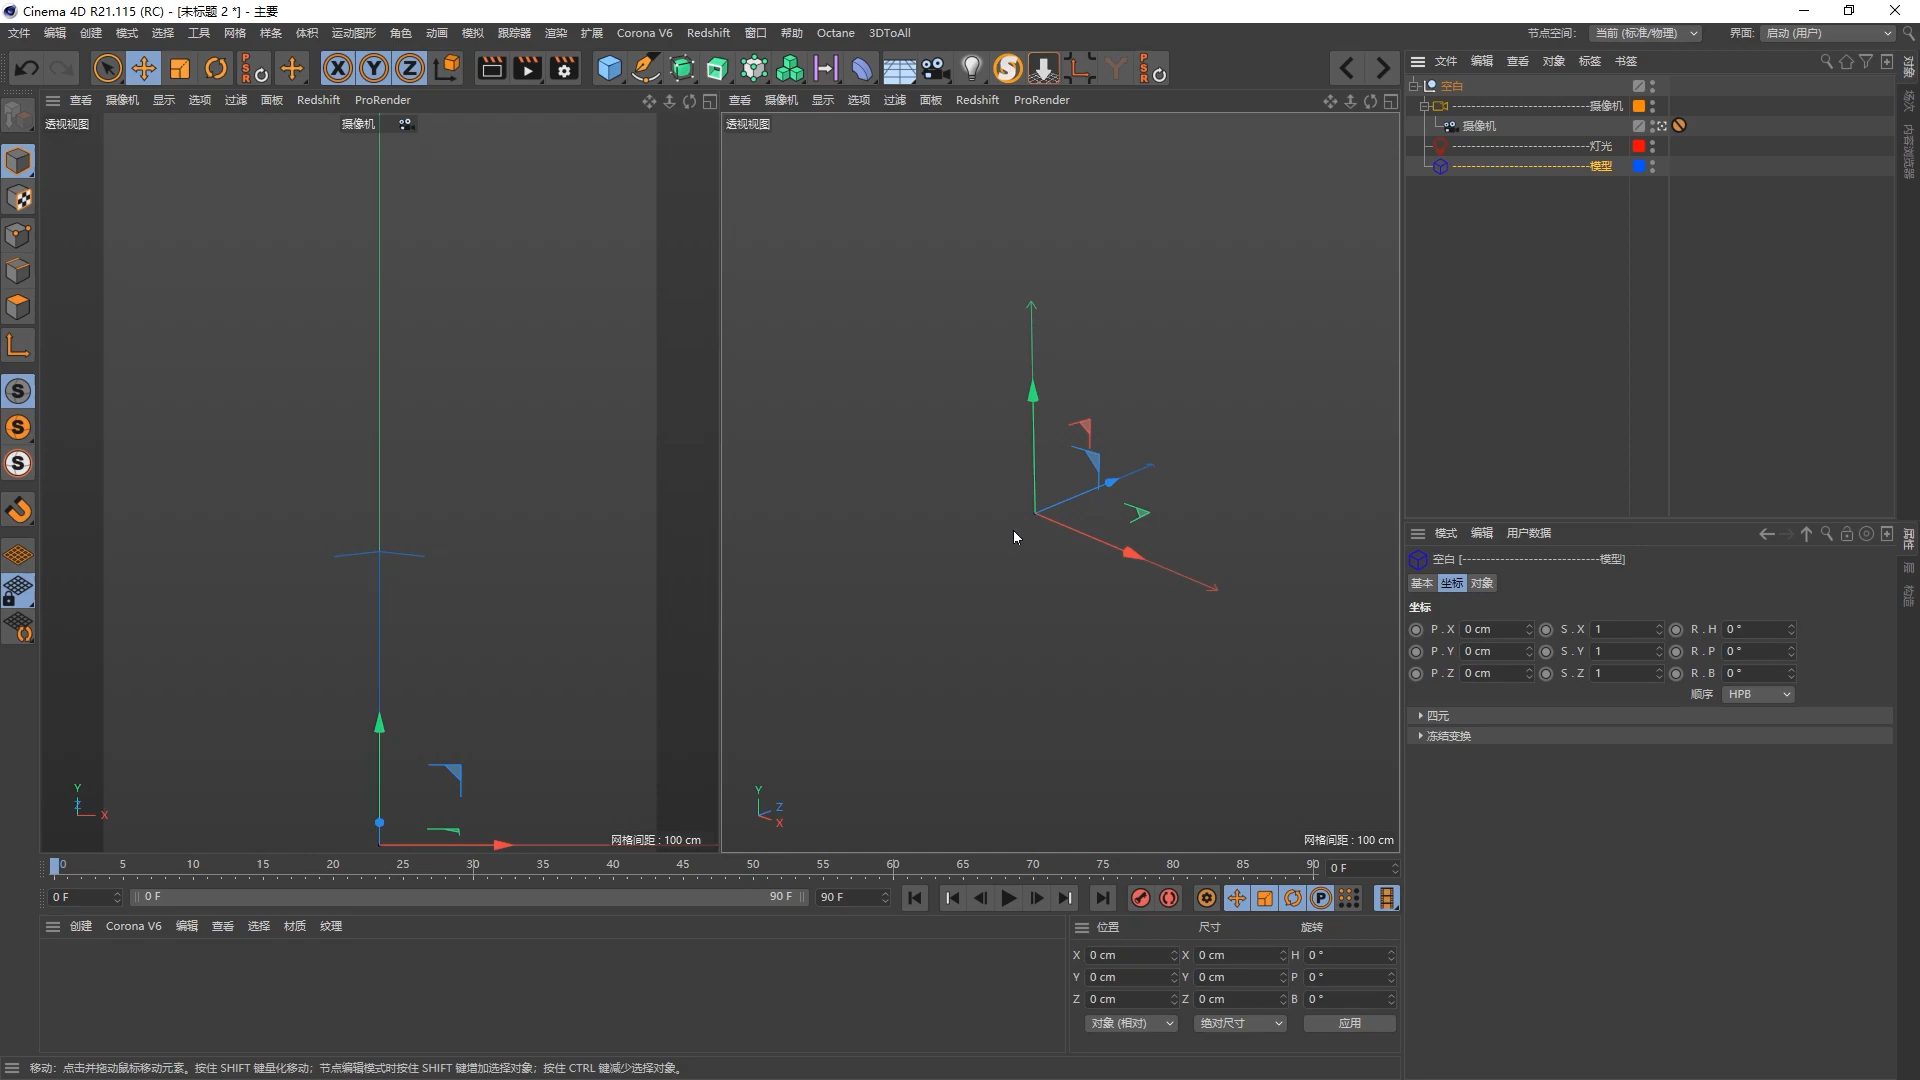 Cinema 4D R21.115 (RC) - [未标题 2 *] - 主要
文件 编辑 创建 模式 选择 工具 网格 样条 体积 运动图形 角色 动画 模拟 跟踪器 渲染 扩展 Corona V6 Redshift 窗口 帮助 Octane 3DToAll 节点空间: 当前 (标准/物理) 界面: 启动 (用户)
文件 编辑 查看 对象 标签 书签
查看 摄像机 显示 选项 过滤 面板 Redshift ProRender
透视视图 摄像机
查看 摄像机 显示 选项 过滤 面板 Redshift ProRender
透视视图
空白
------------------------------摄像机
摄像机
------------------------------灯光
------------------------------模型
对象
场次
内容浏览器
属性
层
构造
模式 编辑 用户数据
空白 [------------------------------模型]
基本 坐标 对象
坐标
P . X 0 cm S . X 1 R . H 0 °
P . Y 0 cm S . Y 1 R . P 0 °
P . Z 0 cm S . Z 1 R . B 0 °
顺序 HPB
四元
冻结变换
Y
Z
X
网格间距 : 100 cm
Y
Z
X
网格间距 : 100 cm
0 5 10 15 20 25 30 35 40 45 50 55 60 65 70 75 80 85 90 0 F
0 F 0 F 90 F 90 F
创建 Corona V6 编辑 查看 选择 材质 纹理
位置 尺寸 旋转
X 0 cm X 0 cm H 0 °
Y 0 cm Y 0 cm P 0 °
Z 0 cm Z 0 cm B 0 °
对象 (相对) 绝对尺寸 应用
移动: 点击并拖动鼠标移动元素。按住 SHIFT 键量化移动; 节点编辑模式时按住 SHIFT 键增加选择对象; 按住 CTRL 键减少选择对象。